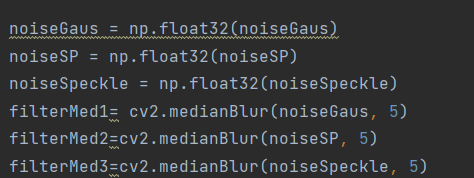 noiseGaus = np.float32(noiseGaus)
noiseSP = np.float32(noiseSP)
noiseSpeckle = np.float32(noiseSpeckle)
filterMed1= cv2.medianBlur(noiseGaus, 5)
filterMed2=cv2.medianBlur(noiseSP, 5)
filterMed3=cv2.medianBlur(noiseSpeckle, 5)